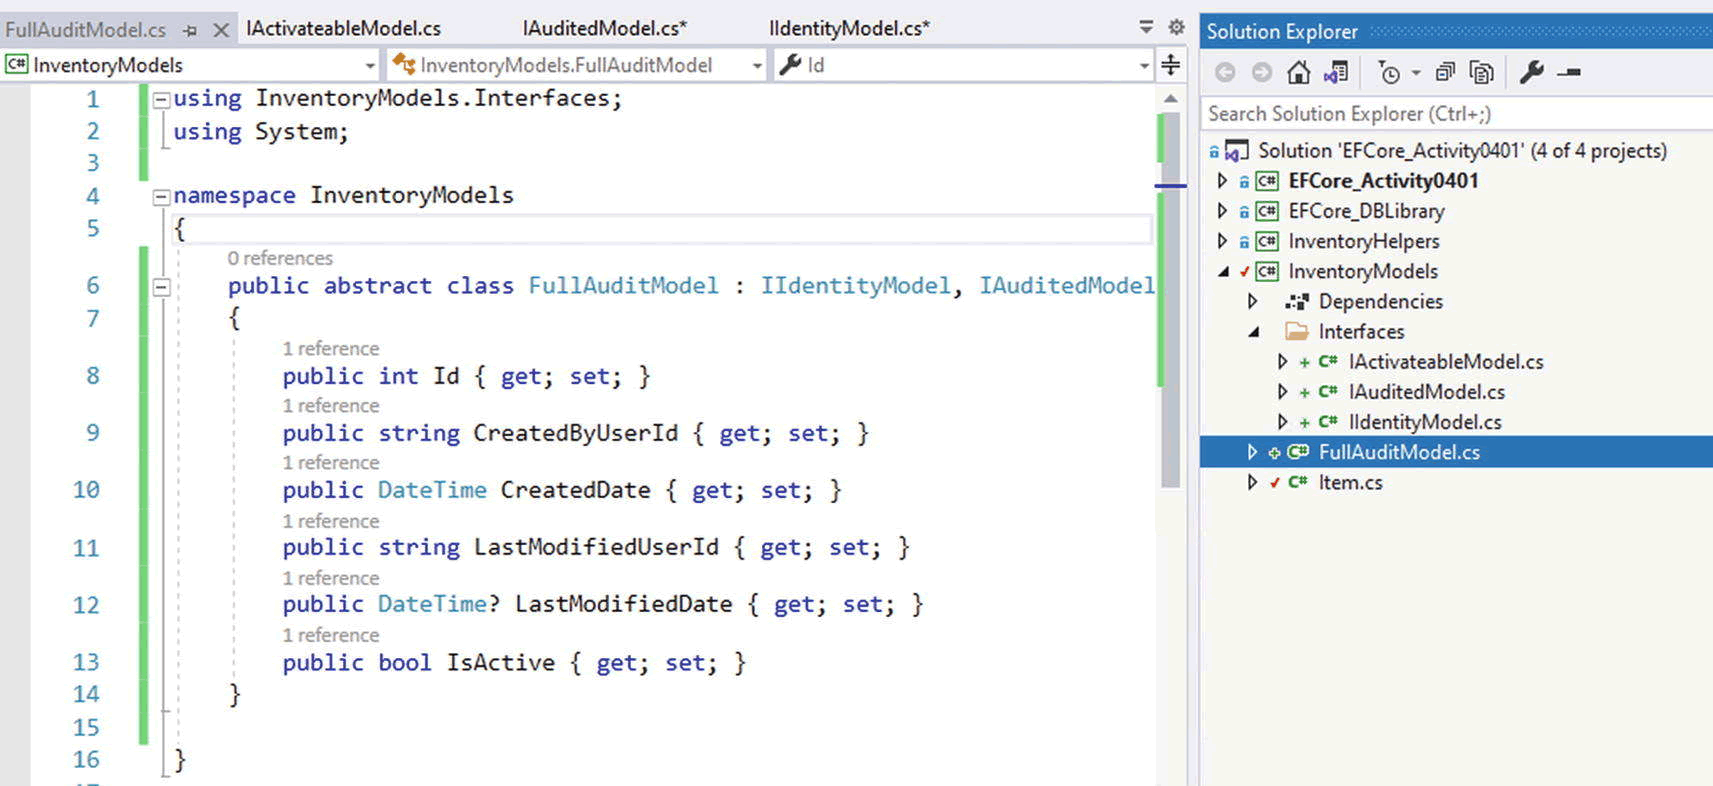 FullAuditModel.cs IActivateableModel.cs IAuditedModel.cs* IIdentityModel.cs*
C# InventoryModels InventoryModels.FullAuditModel Id
1 using InventoryModels.Interfaces;
2 using System;
3
4 namespace InventoryModels
5 {
0 references
6 public abstract class FullAuditModel : IIdentityModel, IAuditedModel
7 {
1 reference
8 public int Id { get; set; }
1 reference
9 public string CreatedByUserId { get; set; }
1 reference
10 public DateTime CreatedDate { get; set; }
1 reference
11 public string LastModifiedUserId { get; set; }
1 reference
12 public DateTime? LastModifiedDate { get; set; }
1 reference
13 public bool IsActive { get; set; }
14 }
15
16 }
Solution Explorer
Search Solution Explorer (Ctrl+;)
Solution 'EFCore_Activity0401' (4 of 4 projects)
C# EFCore_Activity0401
C# EFCore_DBLibrary
C# InventoryHelpers
C# InventoryModels
Dependencies
Interfaces
+ C# IActivateableModel.cs
+ C# IAuditedModel.cs
+ C# IIdentityModel.cs
+ C# FullAuditModel.cs
C# Item.cs